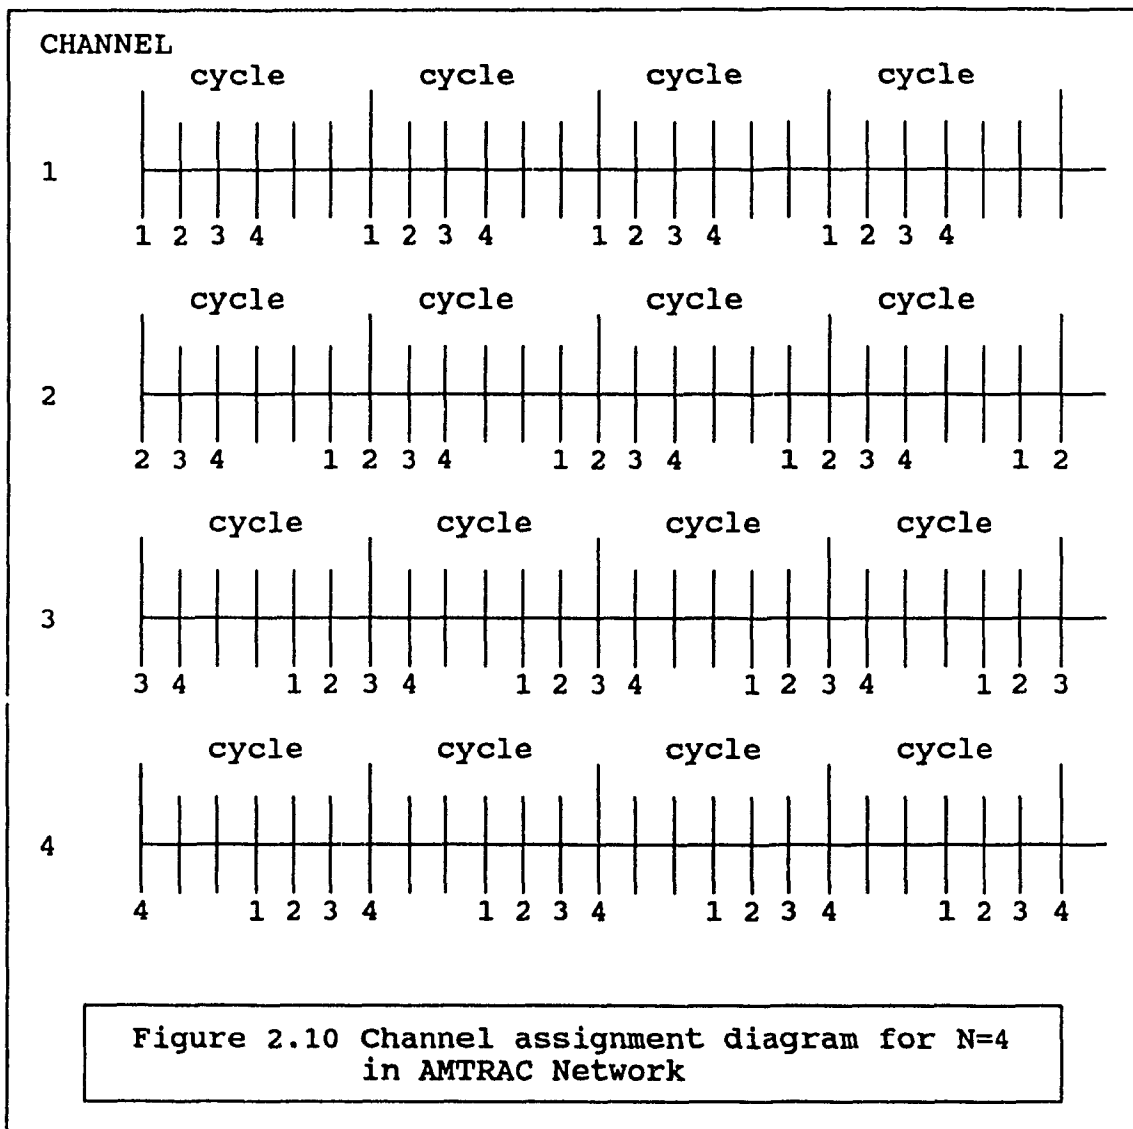 CHANNEL
cycle cycle cycle cycle
1
1 2 3 4 1 2 3 4 1 2 3 4 1 2 3 4
cycle cycle cycle cycle
2
2 3 4 1 2 3 4 1 2 3 4 1 2 3 4 1 2
cycle cycle cycle cycle
3
3 4 1 2 3 4 1 2 3 4 1 2 3 4 1 2 3
cycle cycle cycle cycle
4
4 1 2 3 4 1 2 3 4 1 2 3 4 1 2 3 4
Figure 2.10 Channel assignment diagram for N=4
in AMTRAC Network